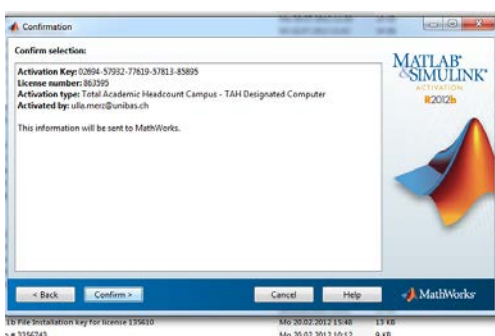 Confirmation
Confirm selection:
Activation Key: 02694-57932-77619-57813-85895
License number: 863595
Activation type: Total Academic Headcount Campus - TAH Designated Computer
Activated by: ulla.merz@unibas.ch
This information will be sent to MathWorks.
MATLAB®
&SIMULINK®
ACTIVATION
R2012b
< Back
Confirm >
Cancel
Help
MathWorks®
1b File Installation key for license 135610
Mo 20.02.2012 15:48
13 KB
Mo 20.02.2012 10:12
9 KB